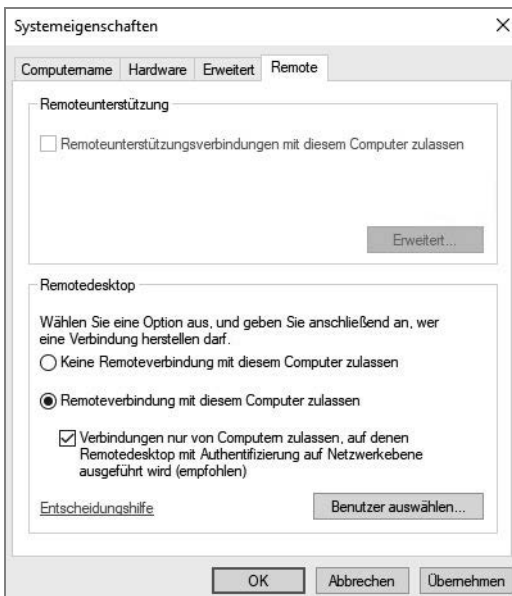 Systemeigenschaften
Computername Hardware Erweitert Remote
Remoteunterstützung
Remoteunterstützungsverbindungen mit diesem Computer zulassen
Erweitert...
Remotedesktop
Wählen Sie eine Option aus, und geben Sie anschließend an, wer
eine Verbindung herstellen darf.
Keine Remoteverbindung mit diesem Computer zulassen
Remoteverbindung mit diesem Computer zulassen
Verbindungen nur von Computern zulassen, auf denen
Remotedesktop mit Authentifizierung auf Netzwerkebene
ausgeführt wird (empfohlen)
Entscheidungshilfe Benutzer auswählen...
OK Abbrechen Übernehmen